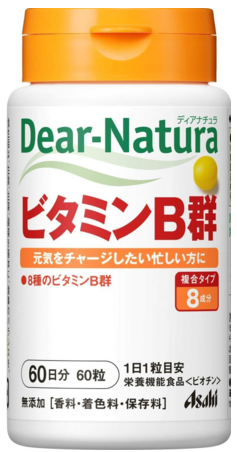 ディアナチュラ
Dear-Natura
ビタミンB群
元気をチャージしたい忙しい方に
●8種のビタミンB群
複合タイプ
8成分
60日分 60粒
1日1粒目安
栄養機能食品<ビオチン>
無添加[香料・着色料・保存料]
Asahi